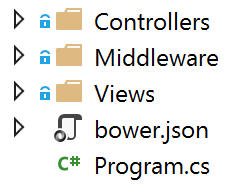 Controllers
Middleware
Views
bower.json
C# Program.cs